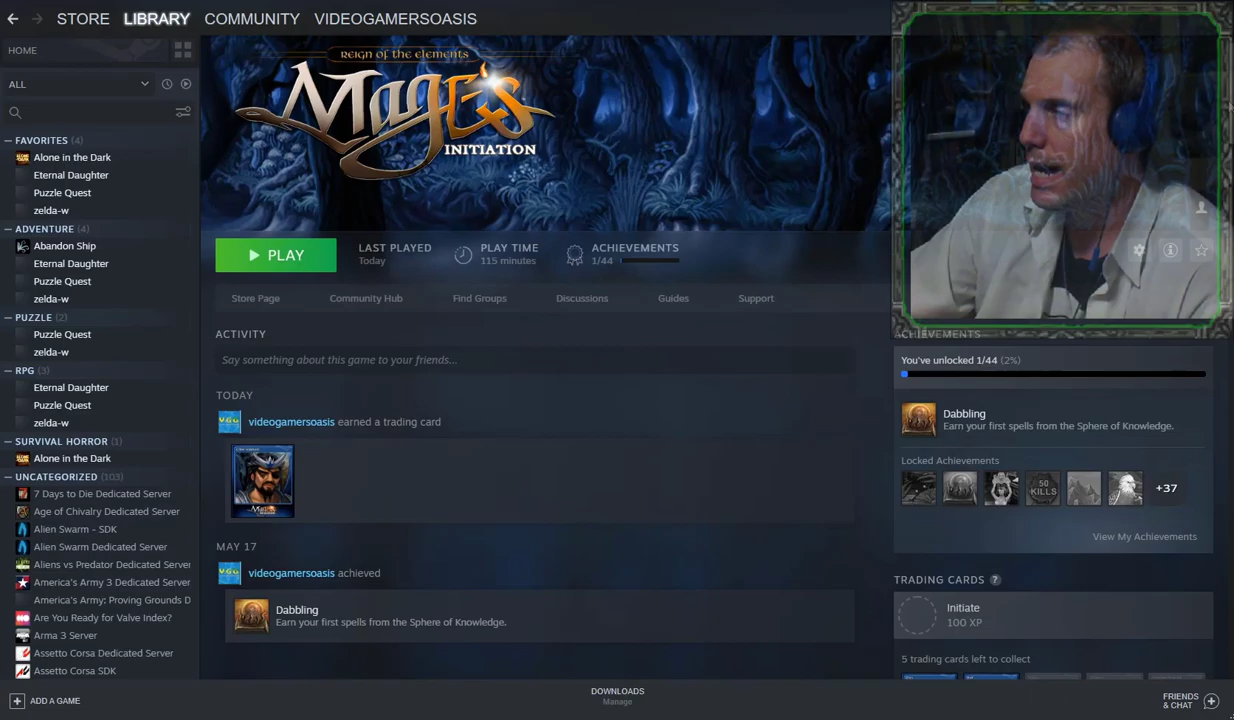 STORE LIBRARY COMMUNITY VIDEOGAMERSOASIS
HOME
ALL
FAVORITES (4)
Alone in the Dark
Eternal Daughter
Puzzle Quest
zelda-w
ADVENTURE (4)
Abandon Ship
Eternal Daughter
Puzzle Quest
zelda-w
PUZZLE (2)
Puzzle Quest
zelda-w
RPG (3)
Eternal Daughter
Puzzle Quest
zelda-w
SURVIVAL HORROR (1)
Alone in the Dark
UNCATEGORIZED (103)
7 Days to Die Dedicated Server
Age of Chivalry Dedicated Server
Alien Swarm - SDK
Alien Swarm Dedicated Server
Aliens vs Predator Dedicated Server
America's Army 3 Dedicated Server
America's Army: Proving Grounds D
Are You Ready for Valve Index?
Arma 3 Server
Assetto Corsa Dedicated Server
Assetto Corsa SDK
ADD A GAME
reign of the elements
Mage's
INITIATION
PLAY
LAST PLAYED
Today
PLAY TIME
115 minutes
ACHIEVEMENTS
1/44
Store Page Community Hub Find Groups Discussions Guides Support
ACTIVITY
Say something about this game to your friends...
TODAY
videogamersoasis earned a trading card
MAY 17
videogamersoasis achieved
Dabbling
Earn your first spells from the Sphere of Knowledge.
ACHIEVEMENTS
You've unlocked 1/44 (2%)
Dabbling
Earn your first spells from the Sphere of Knowledge.
Locked Achievements
50
KILLS
+37
View My Achievements
TRADING CARDS ?
Initiate
100 XP
5 trading cards left to collect
DOWNLOADS
Manage
FRIENDS
& CHAT